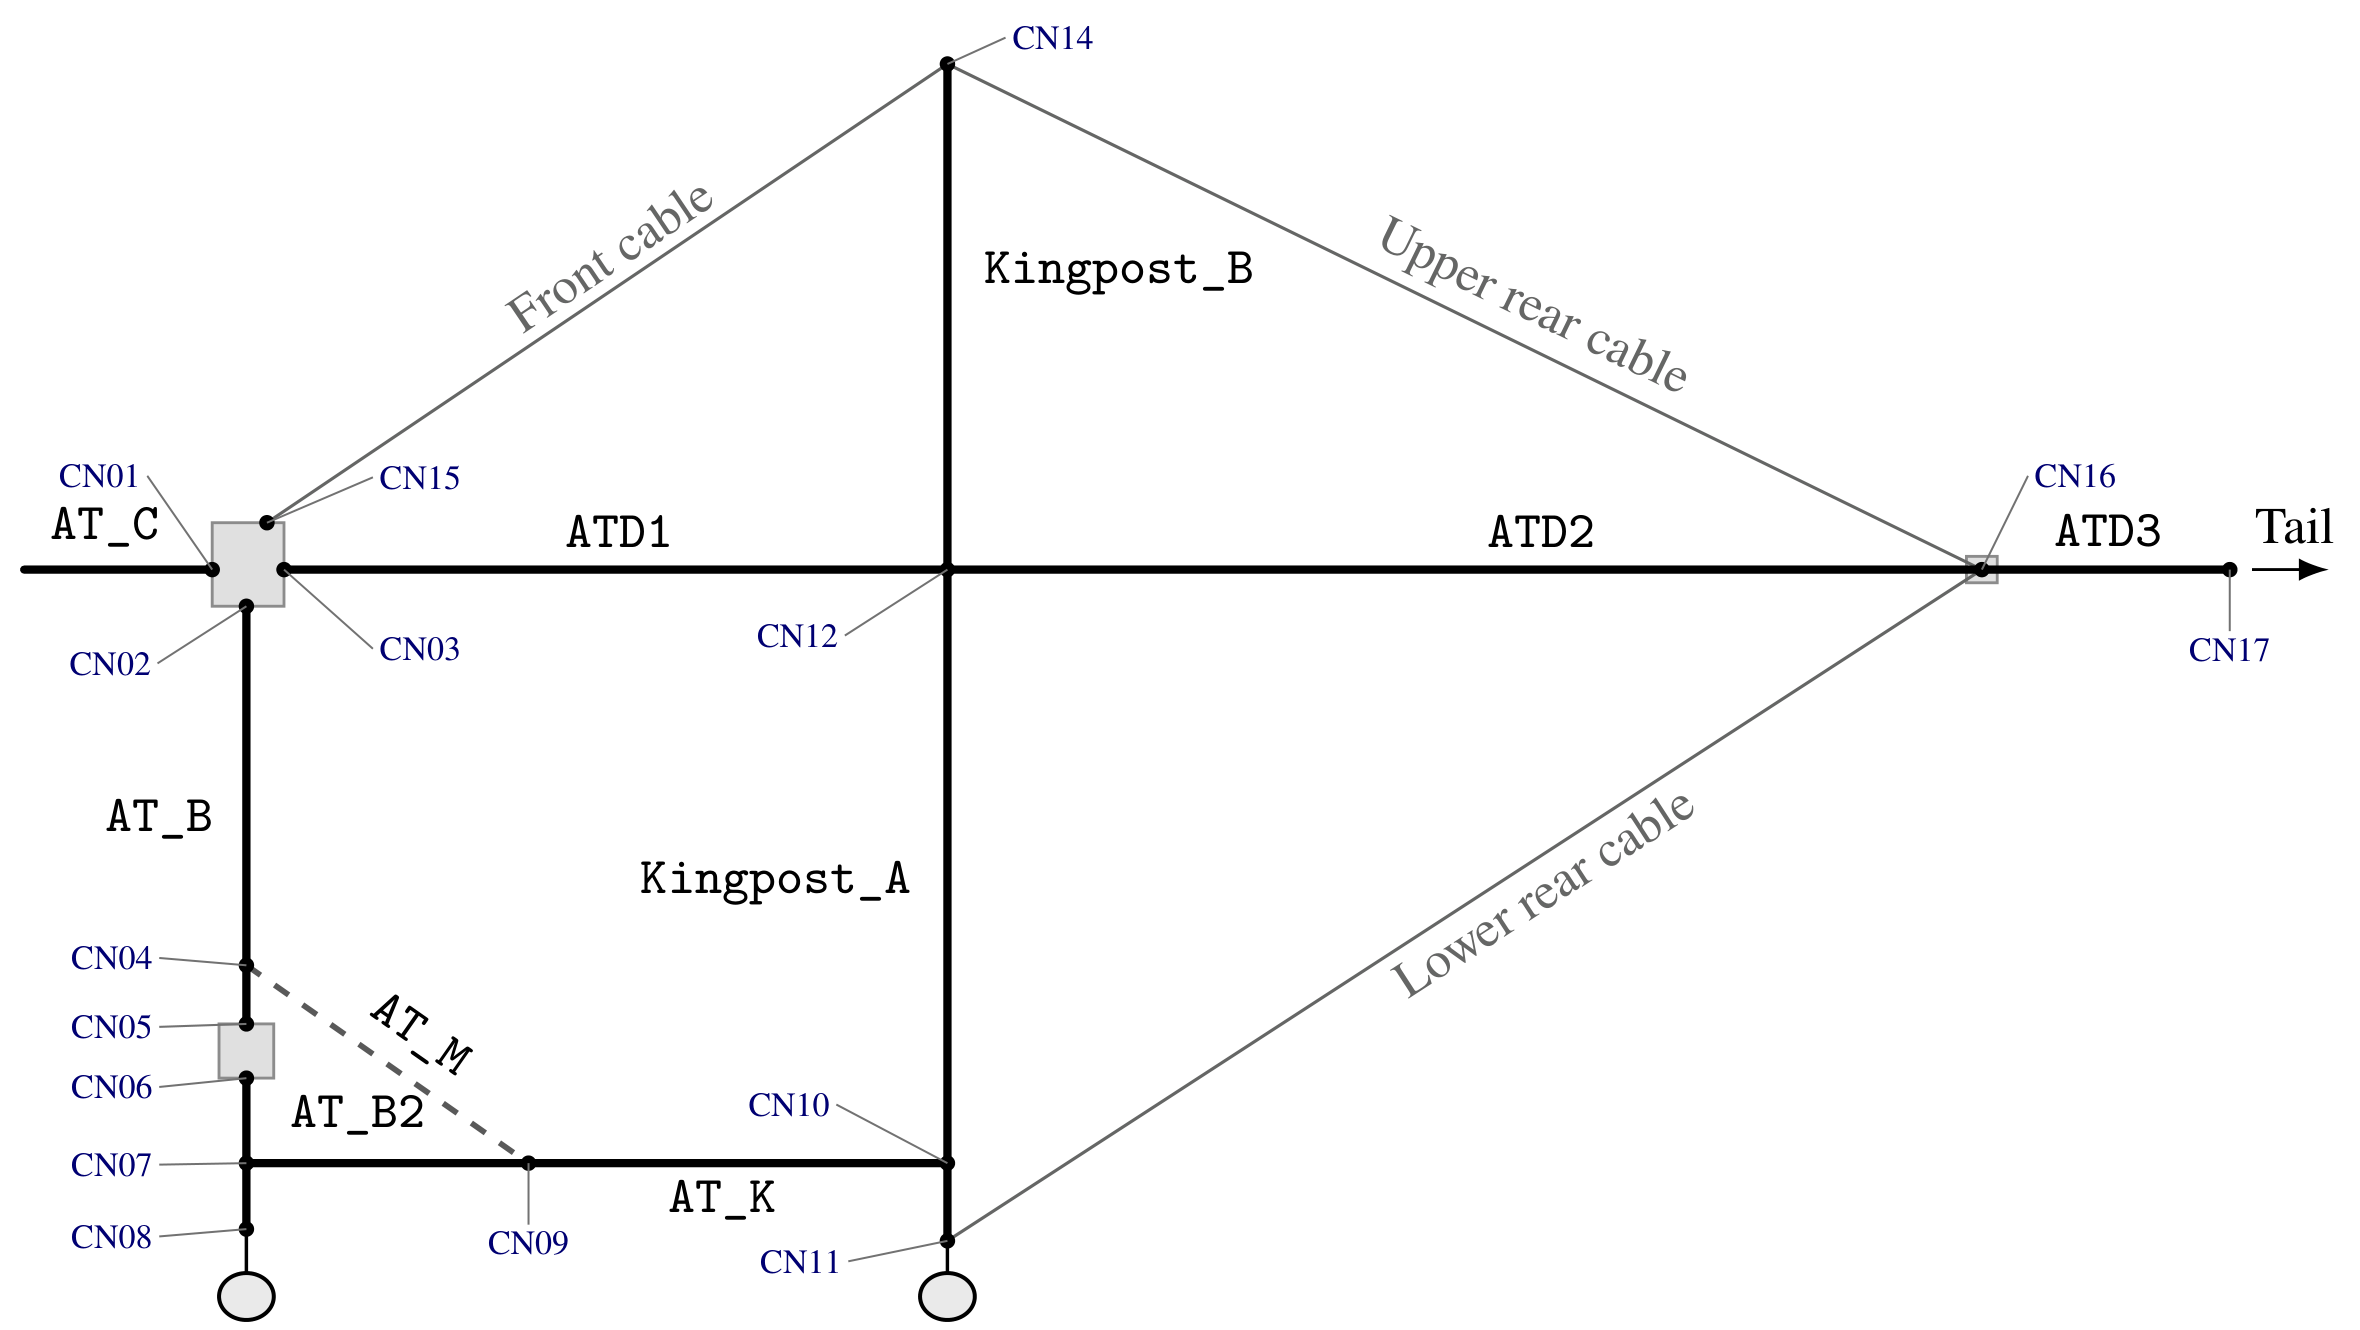 CN14
Front cable
Kingpost_B
Upper rear cable
CN01
CN15
CN16
AT_C
ATD1
ATD2
ATD3
Tail
CN02
CN03
CN12
CN17
AT_B
Kingpost_A
Lower rear cable
CN04
CN05
AT_M
CN06
AT_B2
CN10
CN07
AT_K
CN08
CN09
CN11